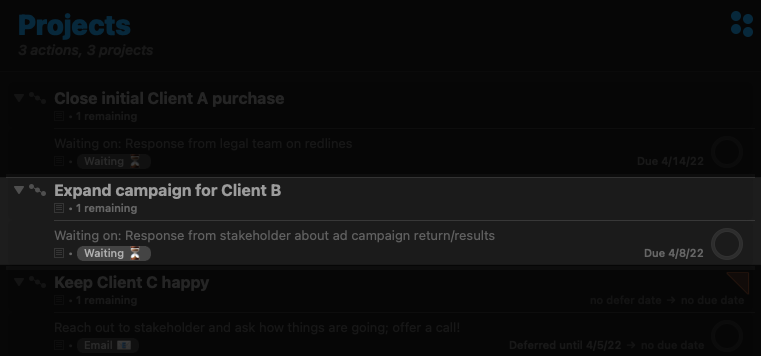 Projects
3 actions, 3 projects
Close initial Client A purchase
• 1 remaining
Waiting on: Response from legal team on redlines
• Waiting ⏳ Due 4/14/22
Expand campaign for Client B
• 1 remaining
Waiting on: Response from stakeholder about ad campaign return/results
• Waiting ⏳ Due 4/8/22
Keep Client C happy
• 1 remaining no defer date → no due date
Reach out to stakeholder and ask how things are going; offer a call!
• Email 📧 Deferred until 4/5/22 → no due date